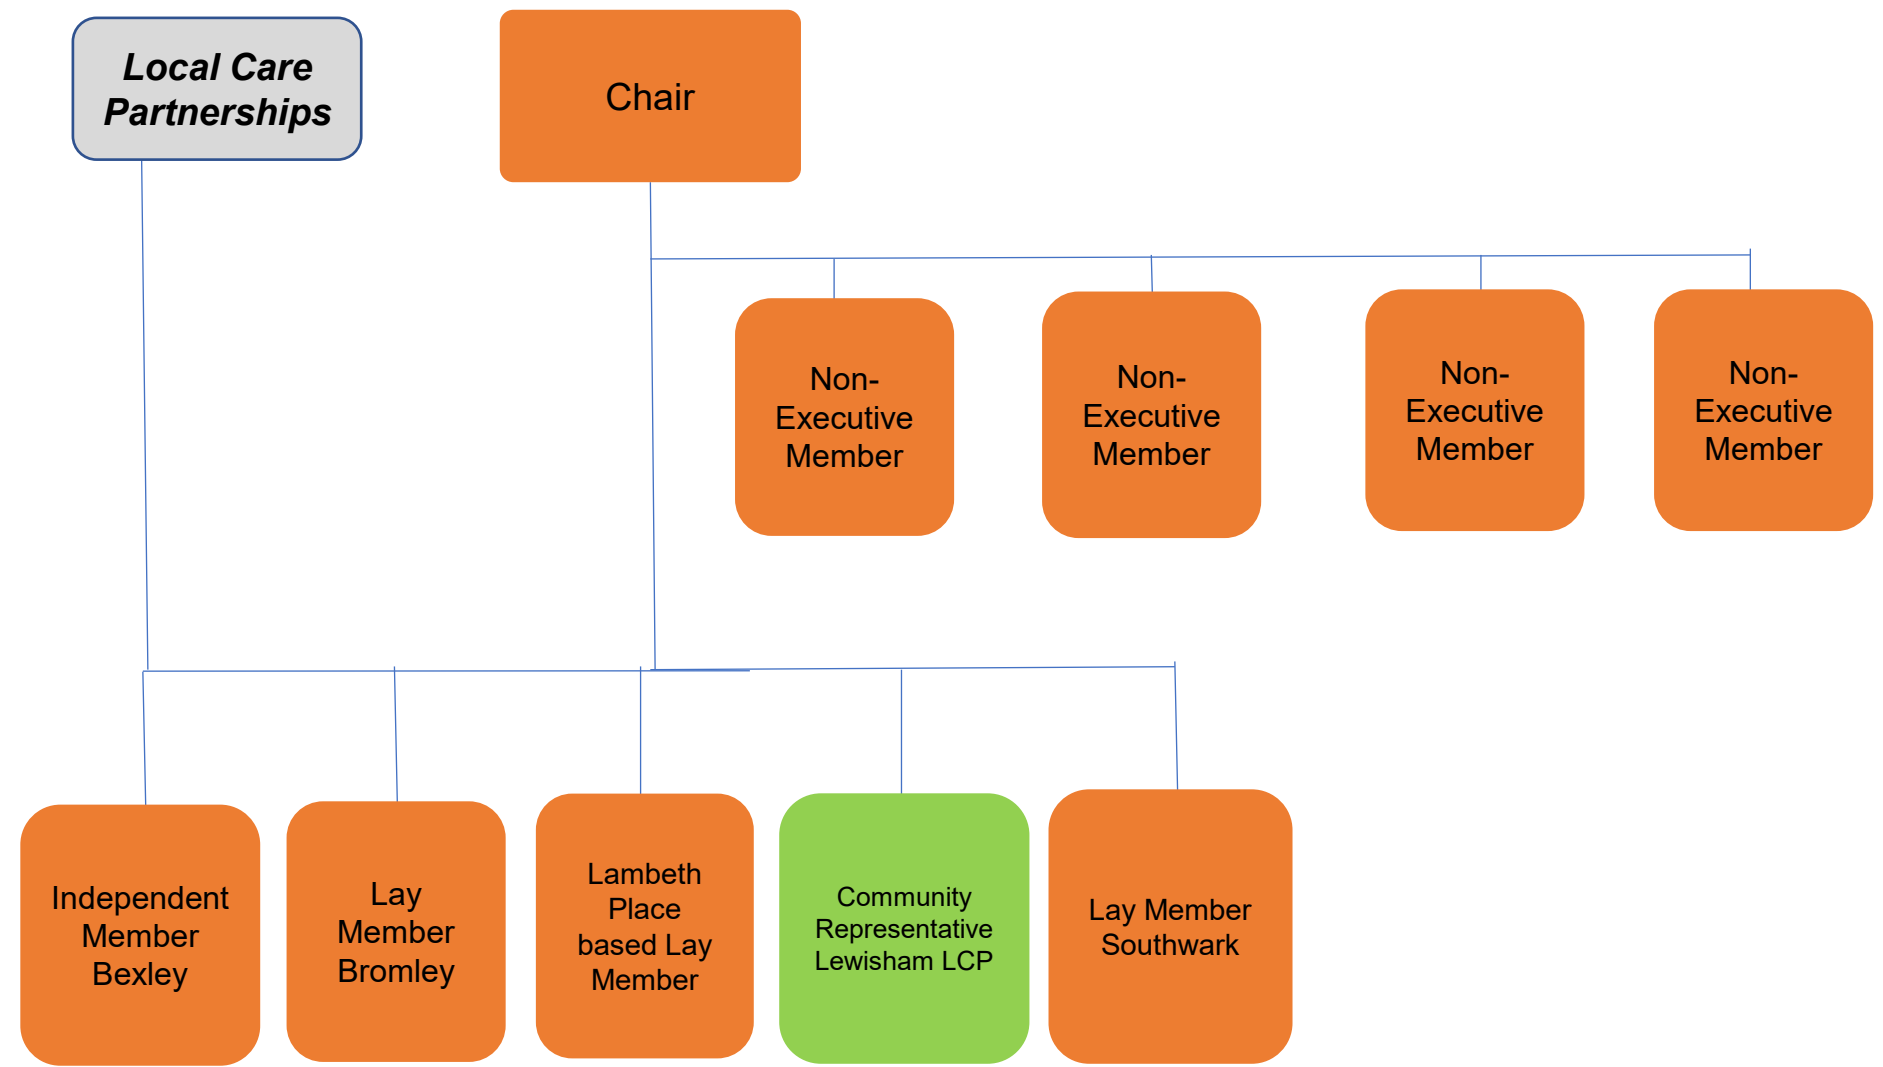 Local Care
Partnerships
Chair
Non-
Executive
Member
Non-
Executive
Member
Non-
Executive
Member
Non-
Executive
Member
Independent
Member
Bexley
Lay
Member
Bromley
Lambeth
Place
based Lay
Member
Community
Representative
Lewisham LCP
Lay Member
Southwark